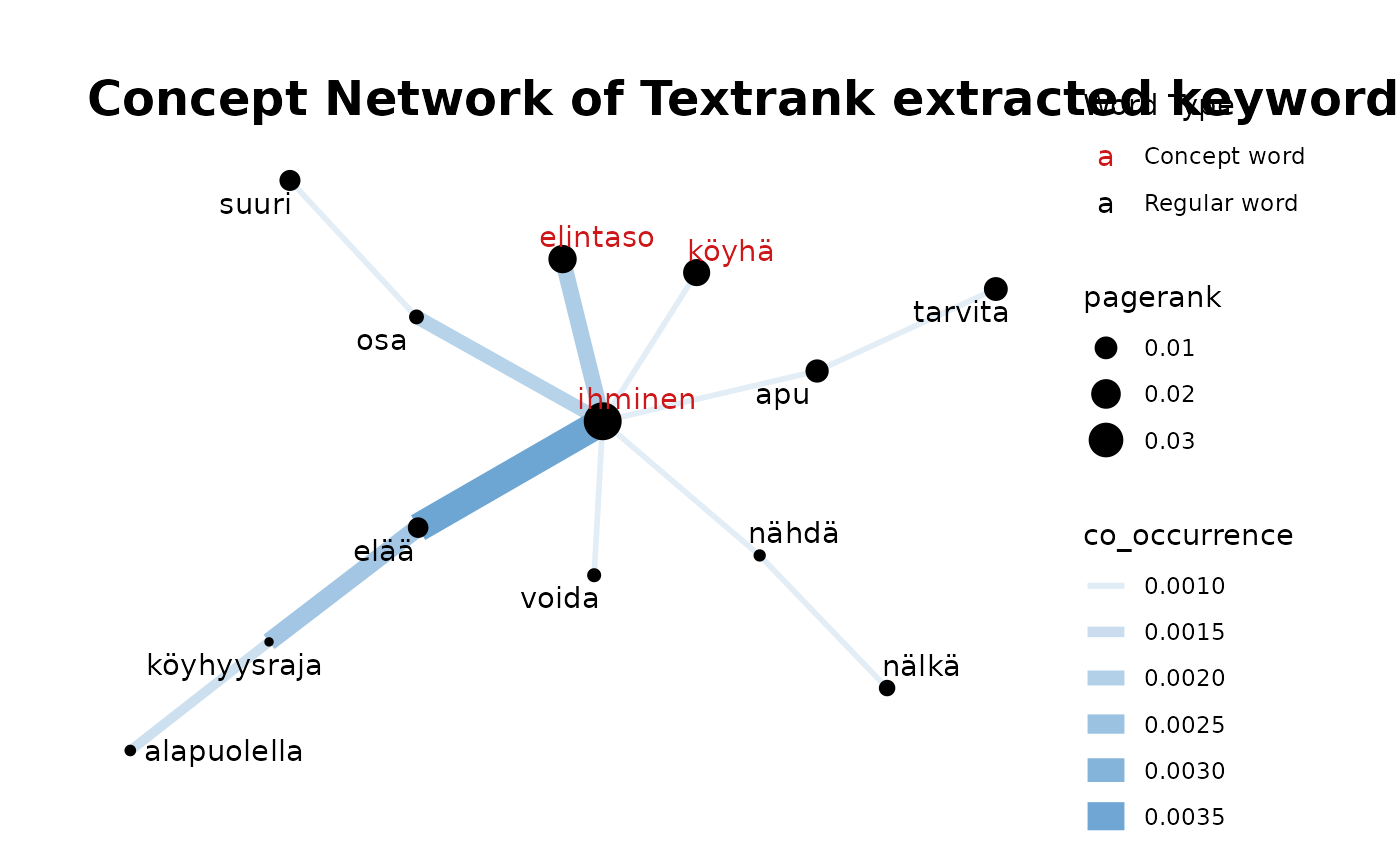 Concept Network of Textrank extracted keyword
Word Type
a Concept word
a Regular word
suuri
elintaso
köyhä
tarvita
osa
apu
ihminen
elää
nähdä
voida
köyhyysraja
nälkä
alapuolella
pagerank
0.01
0.02
0.03
co_occurrence
0.0010
0.0015
0.0020
0.0025
0.0030
0.0035